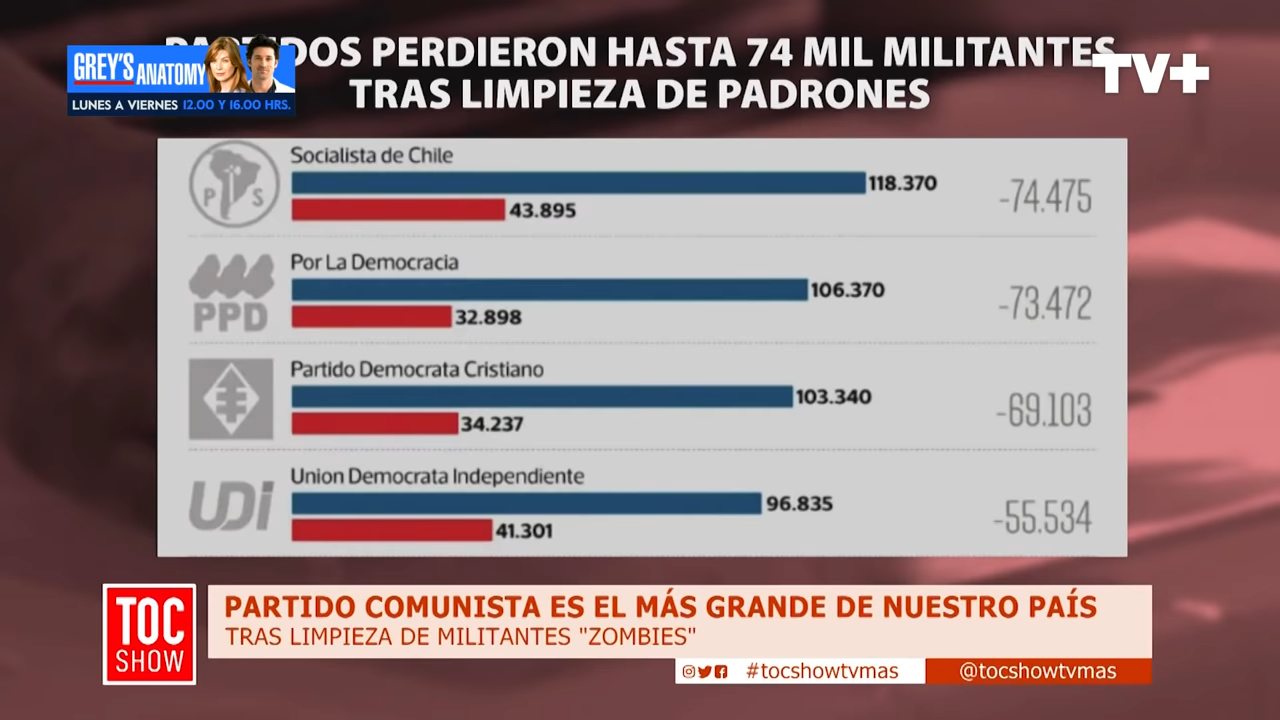 GREY'S ANATOMY
LUNES A VIERNES 12.00 Y 16.00 HRS.
DOS PERDIERON HASTA 74 MIL MILITANTES
TV+
TRAS LIMPIEZA DE PADRONES
PS
Socialista de Chile
118.370
43.895
-74.475
PPD
Por La Democracia
106.370
32.898
-73.472
Partido Democrata Cristiano
103.340
34.237
-69.103
UDi
Union Democrata Independiente
96.835
41.301
-55.534
TOC
SHOW
PARTIDO COMUNISTA ES EL MÁS GRANDE DE NUESTRO PAÍS
TRAS LIMPIEZA DE MILITANTES "ZOMBIES"
#tocshowtvmas
@tocshowtvmas